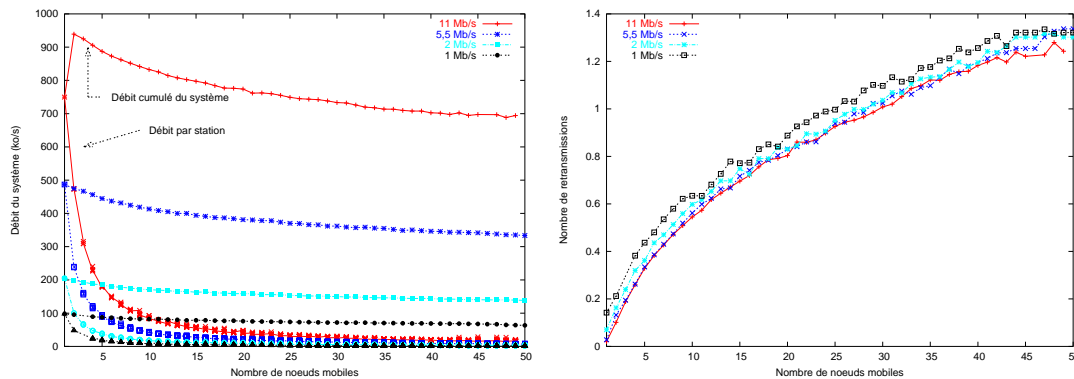 1000
900
800
700
600
500
400
300
200
100
0
Débit du système (ko/s)
11 Mb/s
5,5 Mb/s
2 Mb/s
1 Mb/s
Débit cumulé du système
Débit par station
5 10 15 20 25 30 35 40 45 50
Nombre de noeuds mobiles
1.4
1.2
1
0.8
0.6
0.4
0.2
0
Nombre de retransmissions
11 Mb/s
5,5 Mb/s
2 Mb/s
1 Mb/s
5 10 15 20 25 30 35 40 45 50
Nombre de noeuds mobiles